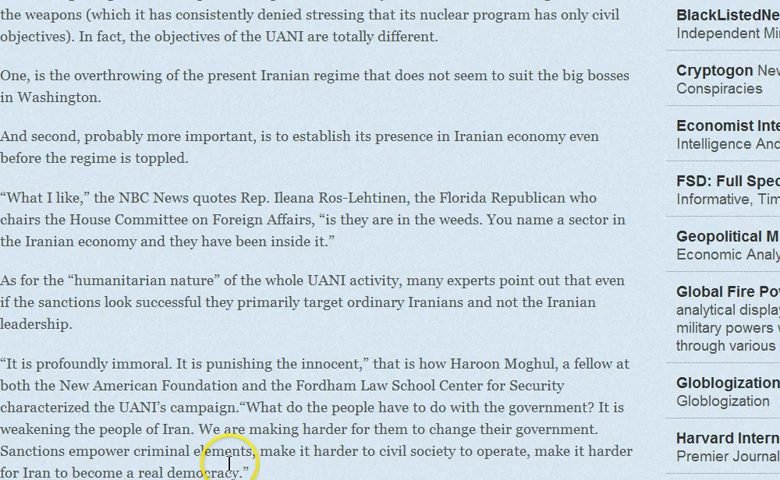 the weapons (which it has consistently denied stressing that its nuclear program has only civil
objectives). In fact, the objectives of the UANI are totally different.
One, is the overthrowing of the present Iranian regime that does not seem to suit the big bosses
in Washington.
And second, probably more important, is to establish its presence in Iranian economy even
before the regime is toppled.
“What I like,” the NBC News quotes Rep. Ileana Ros-Lehtinen, the Florida Republican who
chairs the House Committee on Foreign Affairs, “is they are in the weeds. You name a sector in
the Iranian economy and they have been inside it.”
As for the “humanitarian nature” of the whole UANI activity, many experts point out that even
if the sanctions look successful they primarily target ordinary Iranians and not the Iranian
leadership.
“It is profoundly immoral. It is punishing the innocent,” that is how Haroon Moghul, a fellow at
both the New American Foundation and the Fordham Law School Center for Security
characterized the UANI’s campaign.“What do the people have to do with the government? It is
weakening the people of Iran. We are making harder for them to change their government.
Sanctions empower criminal elements, make it harder to civil society to operate, make it harder
for Iran to become a real democracy.”
BlackListedNe
Independent Mi
Cryptogon New
Conspiracies
Economist Inte
Intelligence And
FSD: Full Spec
Informative, Tim
Geopolitical M
Economic Analy
Global Fire Pov
analytical display
military powers w
through various
Globlogization
Globlogization
Harvard Intern
Premier Journal